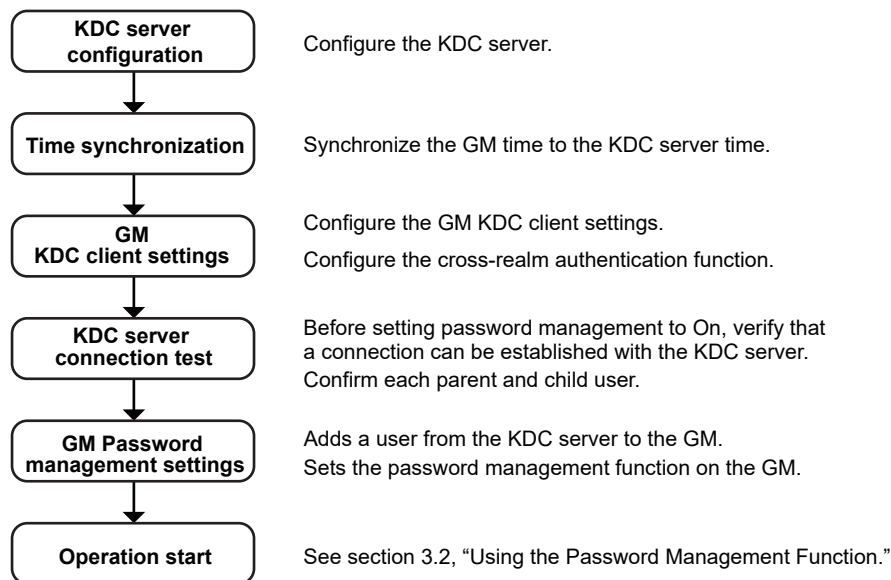 KDC server
configuration
Configure the KDC server.
Time synchronization
Synchronize the GM time to the KDC server time.
GM
KDC client settings
Configure the GM KDC client settings.
Configure the cross-realm authentication function.
KDC server
connection test
Before setting password management to On, verify that
a connection can be established with the KDC server.
Confirm each parent and child user.
GM Password
management settings
Adds a user from the KDC server to the GM.
Sets the password management function on the GM.
Operation start
See section 3.2, “Using the Password Management Function.”